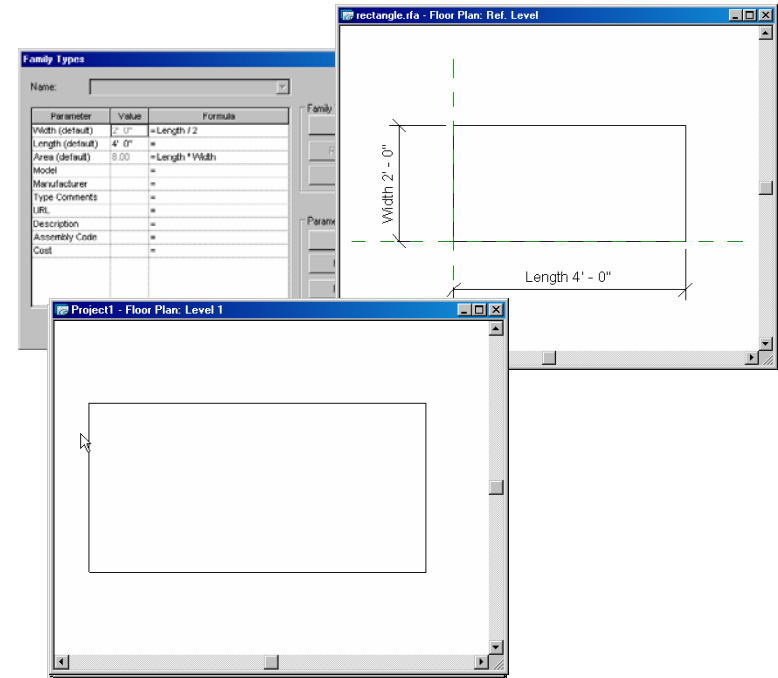 rectangle.rfa - Floor Plan: Ref. Level
Family Types
Name:
Parameter Value Formula
Width (default) 2' 0" =Length / 2
Length (default) 4' 0" =
Area (default) 8.00 =Length * Width
Model =
Manufacturer =
Type Comments =
URL =
Description =
Assembly Code =
Cost =
Family
R
Param
Width 2' - 0"
Length 4' - 0"
Project1 - Floor Plan: Level 1